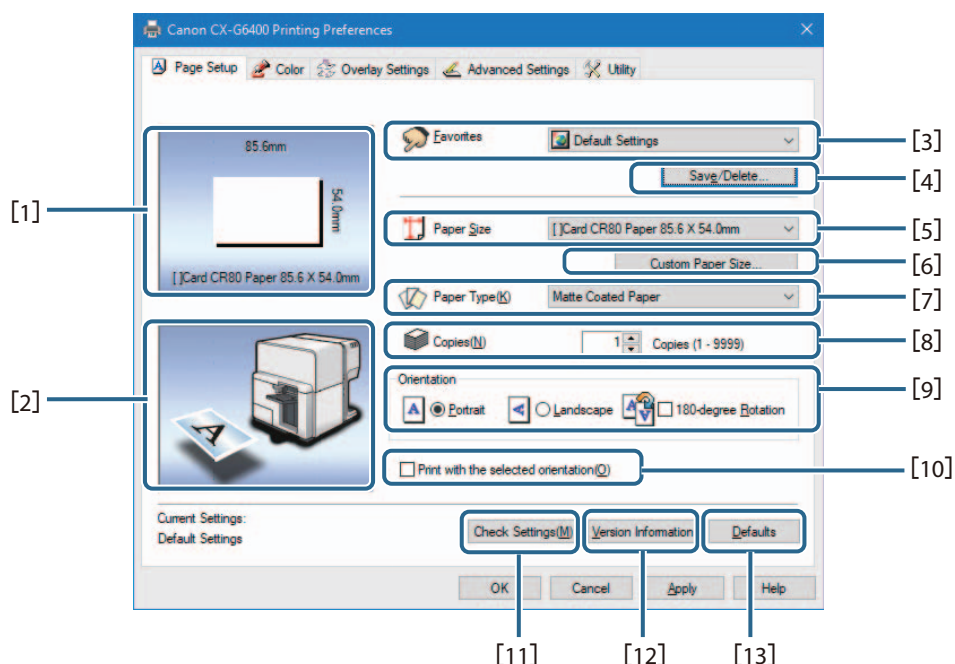 Canon CX-G6400 Printing Preferences
Page Setup Color Overlay Settings Advanced Settings Utility
[1]
85.6mm
54.0mm
[ ]Card CR80 Paper 85.6 X 54.0mm
[2]
A
Favorites Default Settings [3]
Save/Delete... [4]
Paper Size [ ]Card CR80 Paper 85.6 X 54.0mm [5]
Custom Paper Size... [6]
Paper Type(K) Matte Coated Paper [7]
Copies(N) 1 Copies (1 - 9999) [8]
Orientation
A Portrait A Landscape A A 180-degree Rotation [9]
Print with the selected orientation(O) [10]
Current Settings:
Default Settings
Check Settings(M) Version Information Defaults
OK Cancel Apply Help
[11] [12] [13]